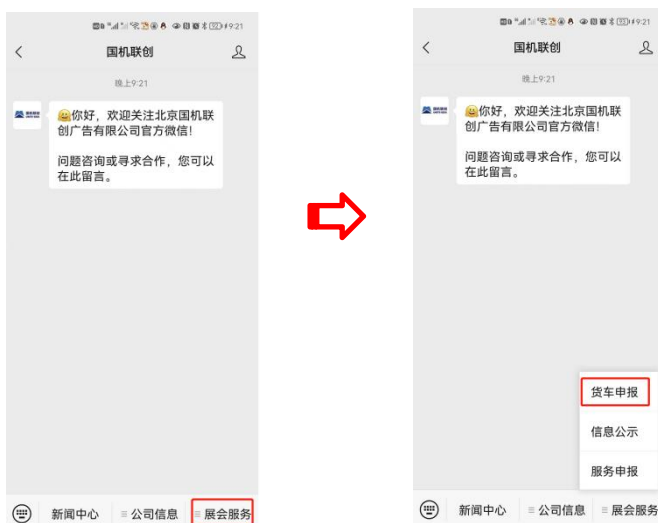 9:21
国机联创
晚上9:21
你好，欢迎关注北京国机联
创广告有限公司官方微信!
问题咨询或寻求合作，您可以
在此留言。
新闻中心
公司信息
展会服务
9:21
国机联创
晚上9:21
你好，欢迎关注北京国机联
创广告有限公司官方微信!
问题咨询或寻求合作，您可以
在此留言。
货车申报
信息公示
服务申报
新闻中心
公司信息
展会服务